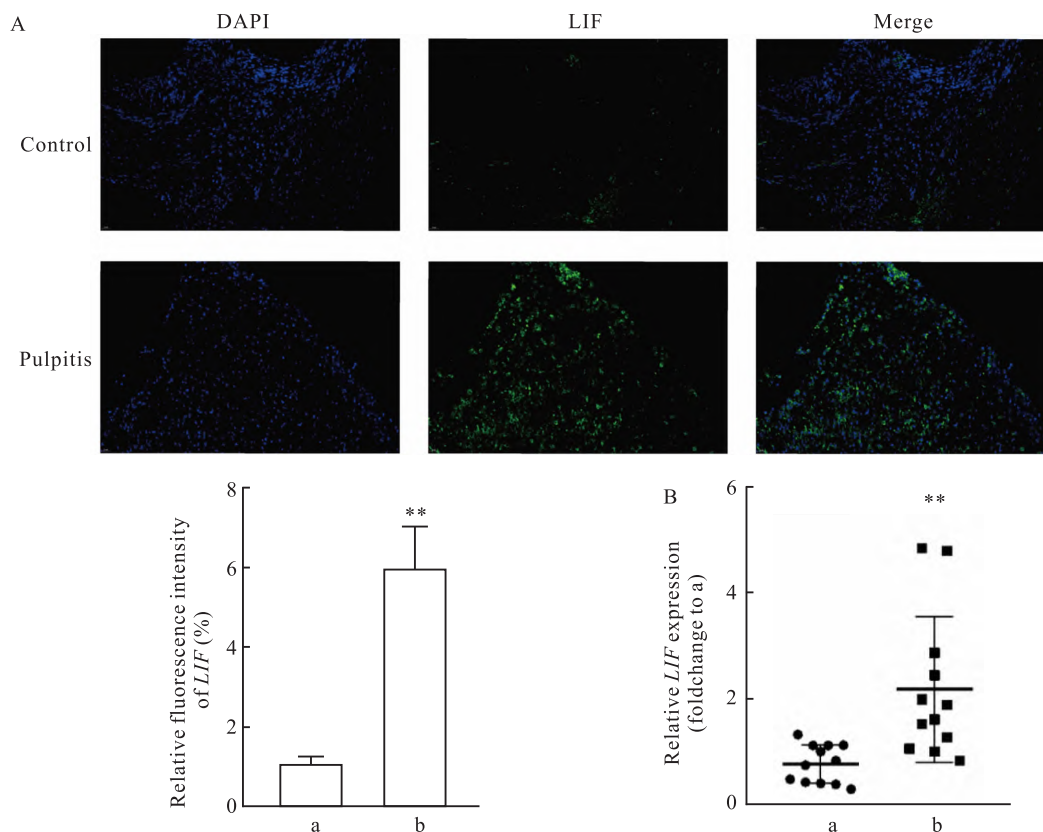 A
DAPI
LIF
Merge
Control
Pulpitis
Relative fluorescence intensity
of LIF (%)
8
6
4
2
0
**
a
b
B
Relative LIF expression
(foldchange to a)
6
4
2
0
**
a
b